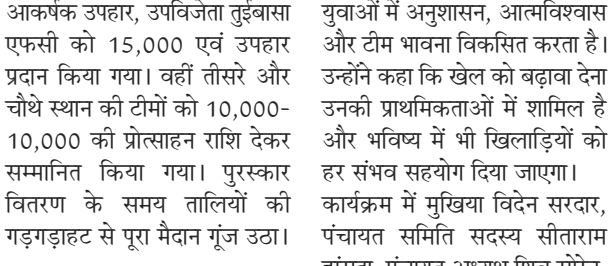 आकर्षक उपहार, उपविजेता तुईबासा
एफसी को 15,000 एवं उपहार
प्रदान किया गया। वहीं तीसरे और
चौथे स्थान की टीमों को 10,000-
10,000 की प्रोत्साहन राशि देकर
सम्मानित किया गया। पुरस्कार
वितरण के समय तालियों की
गड़गड़ाहट से पूरा मैदान गूंज उठा।
युवाओं में अनुशासन, आत्मविश्वास
और टीम भावना विकसित करता है।
उन्होंने कहा कि खेल को बढ़ावा देना
उनकी प्राथमिकताओं में शामिल है
और भविष्य में भी खिलाड़ियों को
हर संभव सहयोग दिया जाएगा।
कार्यक्रम में मुखिया विदेन सरदार,
पंचायत समिति सदस्य सीताराम